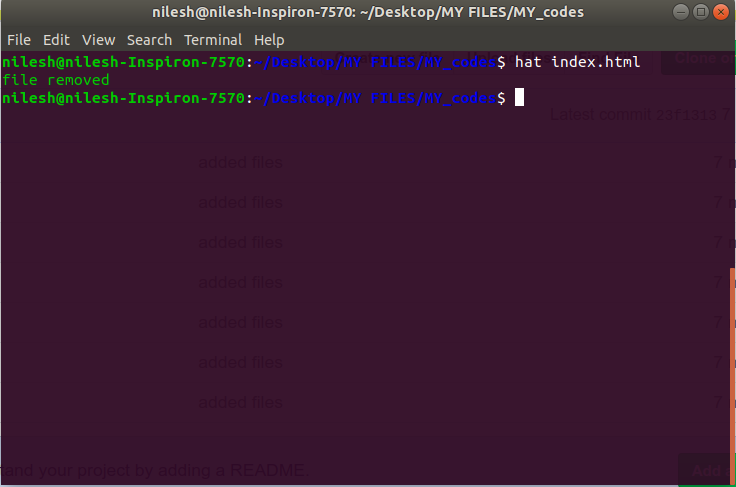 nilesh@nilesh-Inspiron-7570: ~/Desktop/MY FILES/MY_codes
File Edit View Search Terminal Help
nilesh@nilesh-Inspiron-7570:~/Desktop/MY FILES/MY_codes$ hat index.html
file removed
nilesh@nilesh-Inspiron-7570:~/Desktop/MY FILES/MY_codes$
Latest commit 23f1313 7
added files 7
added files 7
added files 7
added files 7
added files 7
added files 7
added files 7
and your project by adding a README.
Add